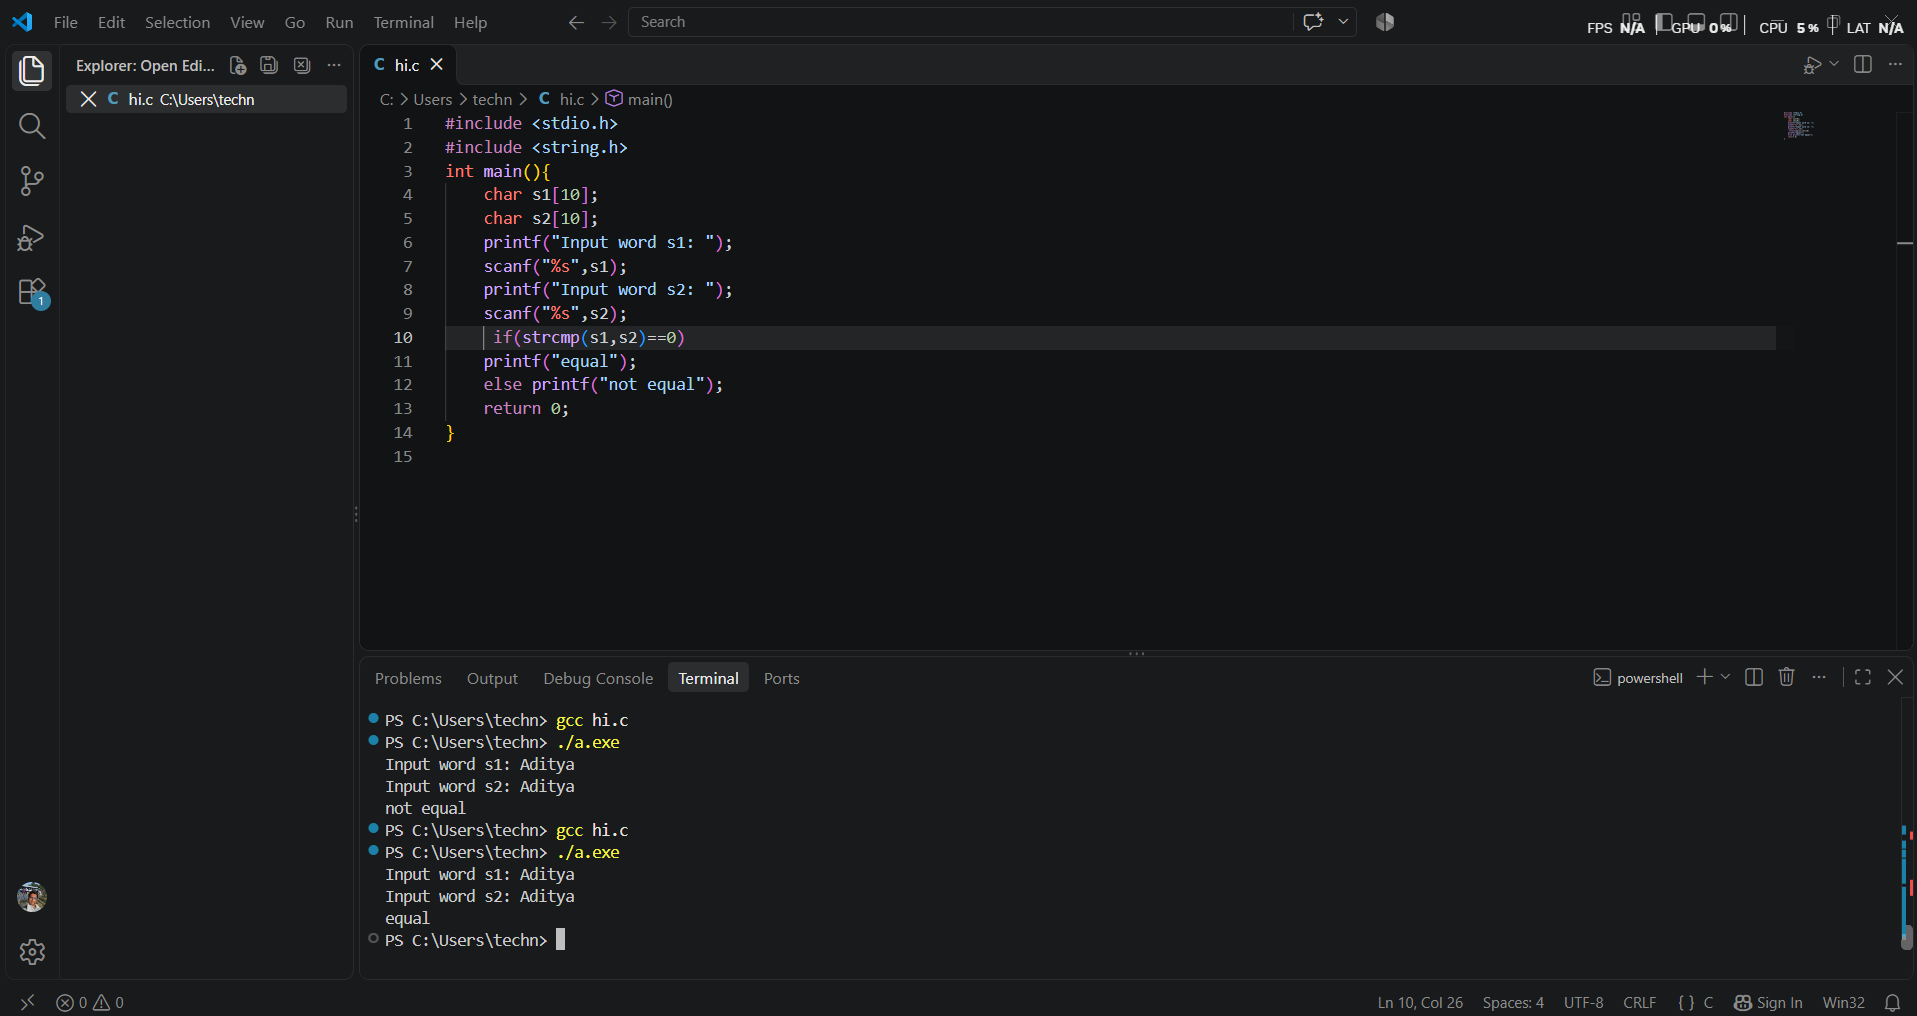 File Edit Selection View Go Run Terminal Help Search
FPS N/A GPU 0% CPU 5% LAT N/A
Explorer: Open Edi...
hi.c C:\Users\techn
1
hi.c
C: > Users > techn > C hi.c > main()
1 #include <stdio.h>
2 #include <string.h>
3 int main(){
4 char s1[10];
5 char s2[10];
6 printf("Input word s1: ");
7 scanf("%s",s1);
8 printf("Input word s2: ");
9 scanf("%s",s2);
10 if(strcmp(s1,s2)==0)
11 printf("equal");
12 else printf("not equal");
13 return 0;
14 }
15
Problems Output Debug Console Terminal Ports
powershell
PS C:\Users\techn> gcc hi.c
PS C:\Users\techn> ./a.exe
Input word s1: Aditya
Input word s2: Aditya
not equal
PS C:\Users\techn> gcc hi.c
PS C:\Users\techn> ./a.exe
Input word s1: Aditya
Input word s2: Aditya
equal
PS C:\Users\techn>
0 0 Ln 10, Col 26 Spaces: 4 UTF-8 CRLF { } C Sign In Win32